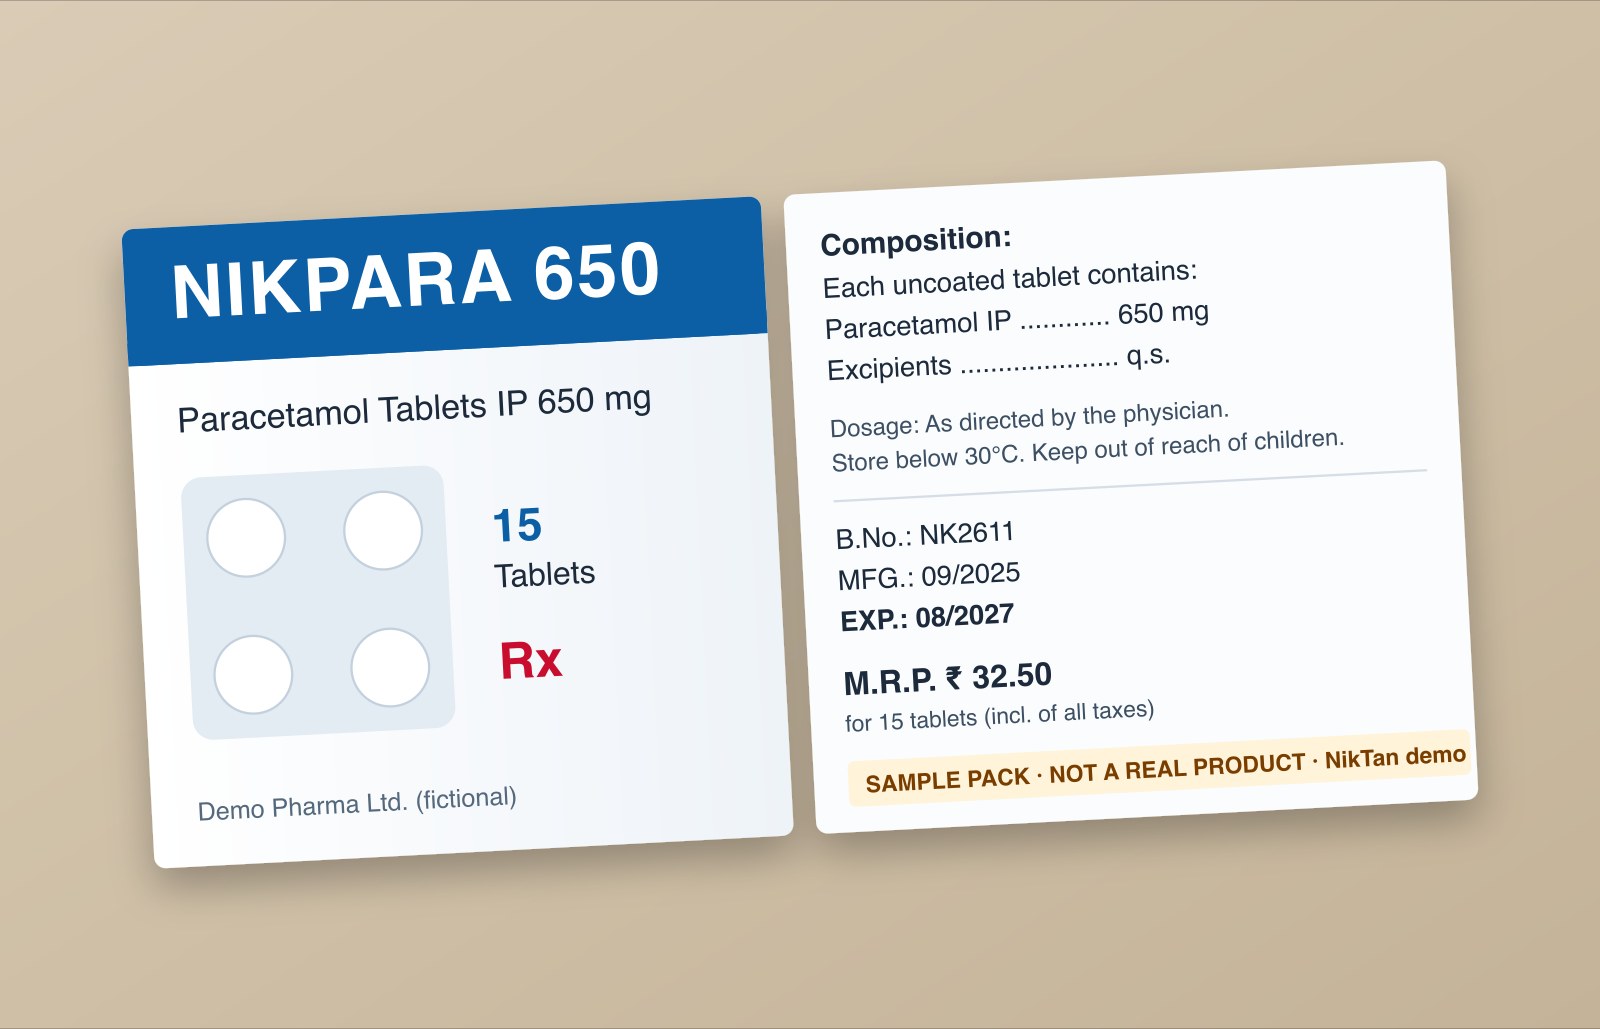 NIKPARA 650
Paracetamol Tablets IP 650 mg
15
Tablets
Rx
Demo Pharma Ltd. (fictional)
Composition:
Each uncoated tablet contains:
Paracetamol IP ............ 650 mg
Excipients ..................... q.s.
Dosage: As directed by the physician.
Store below 30°C. Keep out of reach of children.
B.No.: NK2611
MFG.: 09/2025
EXP.: 08/2027
M.R.P. ₹ 32.50
for 15 tablets (incl. of all taxes)
SAMPLE PACK · NOT A REAL PRODUCT · NikTan demo